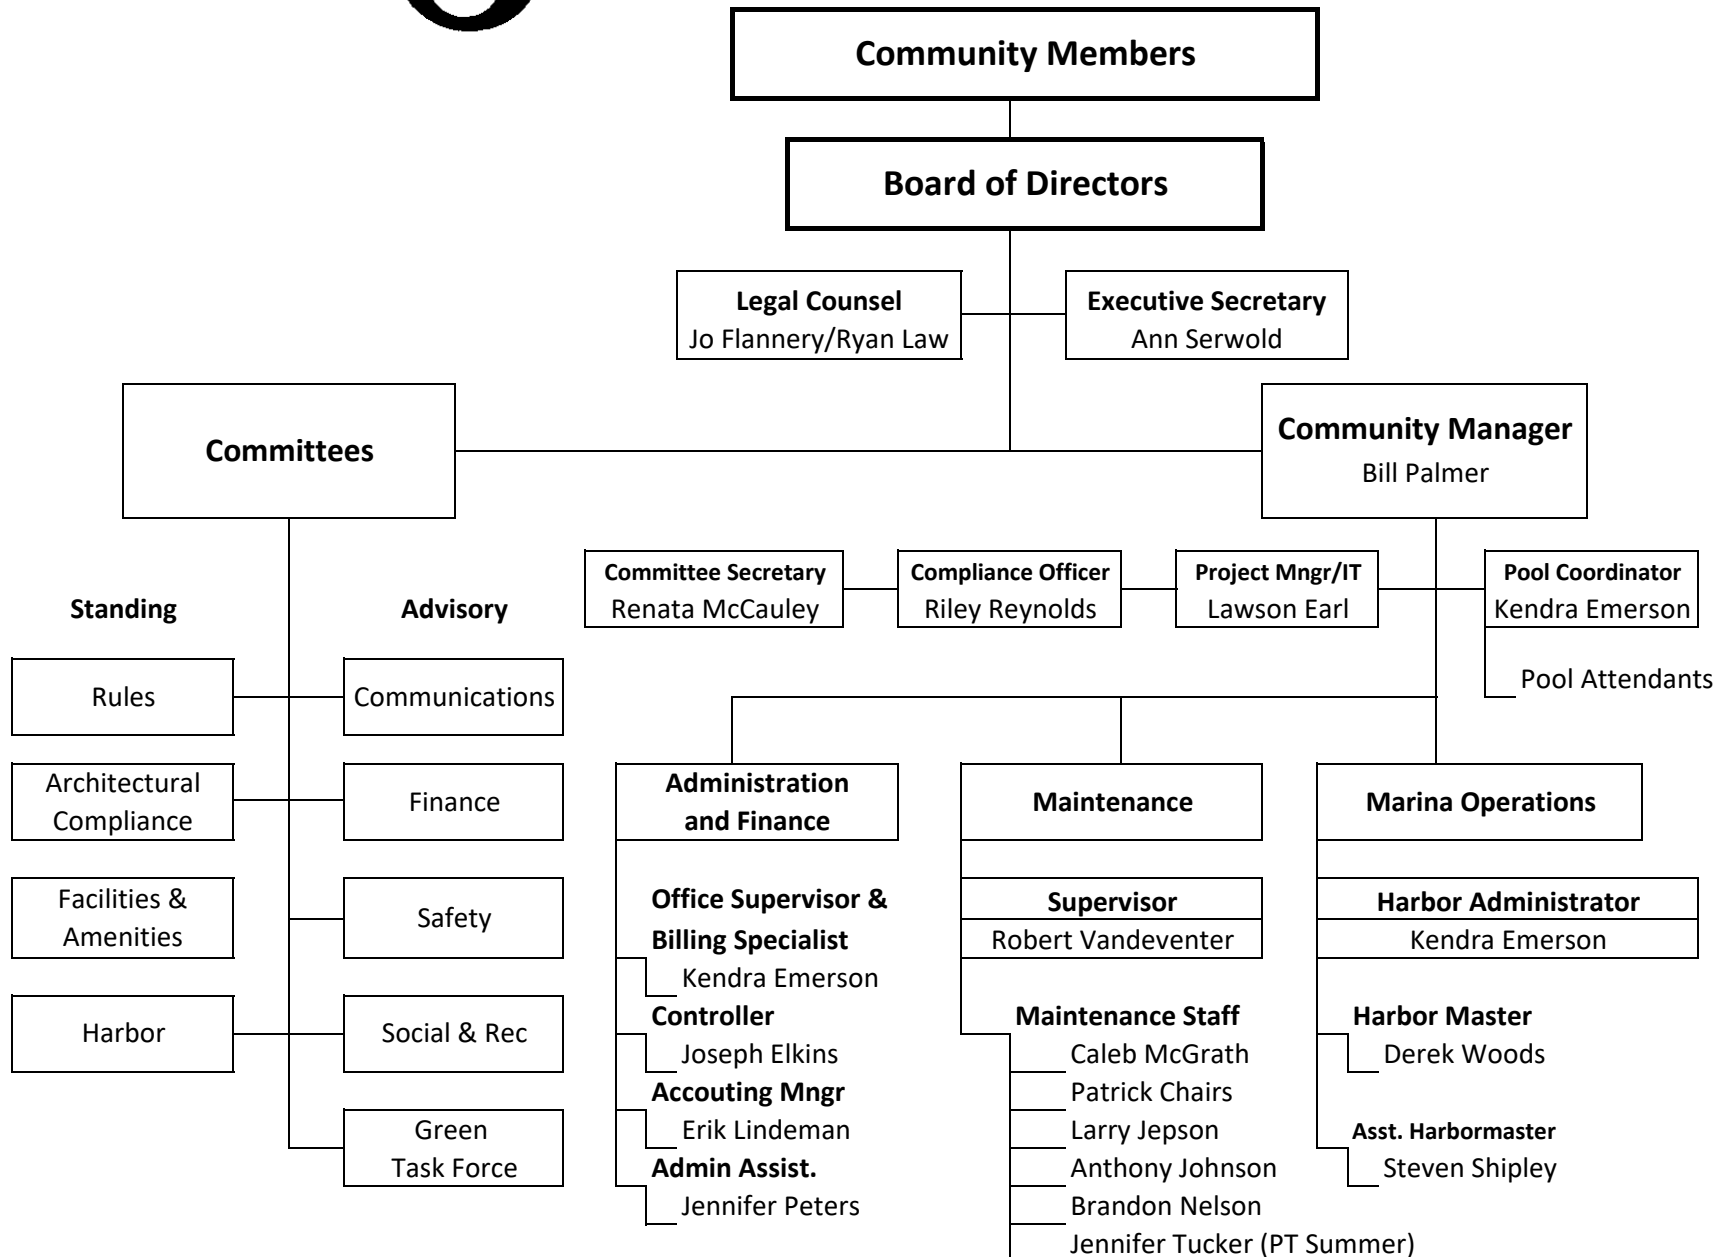 Community Members
Board of Directors
Legal Counsel
Jo Flannery/Ryan Law
Executive Secretary
Ann Serwold
Committees
Community Manager
Bill Palmer
Committee Secretary
Renata McCauley
Compliance Officer
Riley Reynolds
Project Mngr/IT
Lawson Earl
Pool Coordinator
Kendra Emerson
Pool Attendants
Standing
Rules
Architectural
Compliance
Facilities &
Amenities
Harbor
Advisory
Communications
Finance
Safety
Social & Rec
Green
Task Force
Administration
and Finance
Office Supervisor &
Billing Specialist
Kendra Emerson
Controller
Joseph Elkins
Accouting Mngr
Erik Lindeman
Admin Assist.
Jennifer Peters
Maintenance
Supervisor
Robert Vandeventer
Maintenance Staff
Caleb McGrath
Patrick Chairs
Larry Jepson
Anthony Johnson
Brandon Nelson
Jennifer Tucker (PT Summer)
Marina Operations
Harbor Administrator
Kendra Emerson
Harbor Master
Derek Woods
Asst. Harbormaster
Steven Shipley